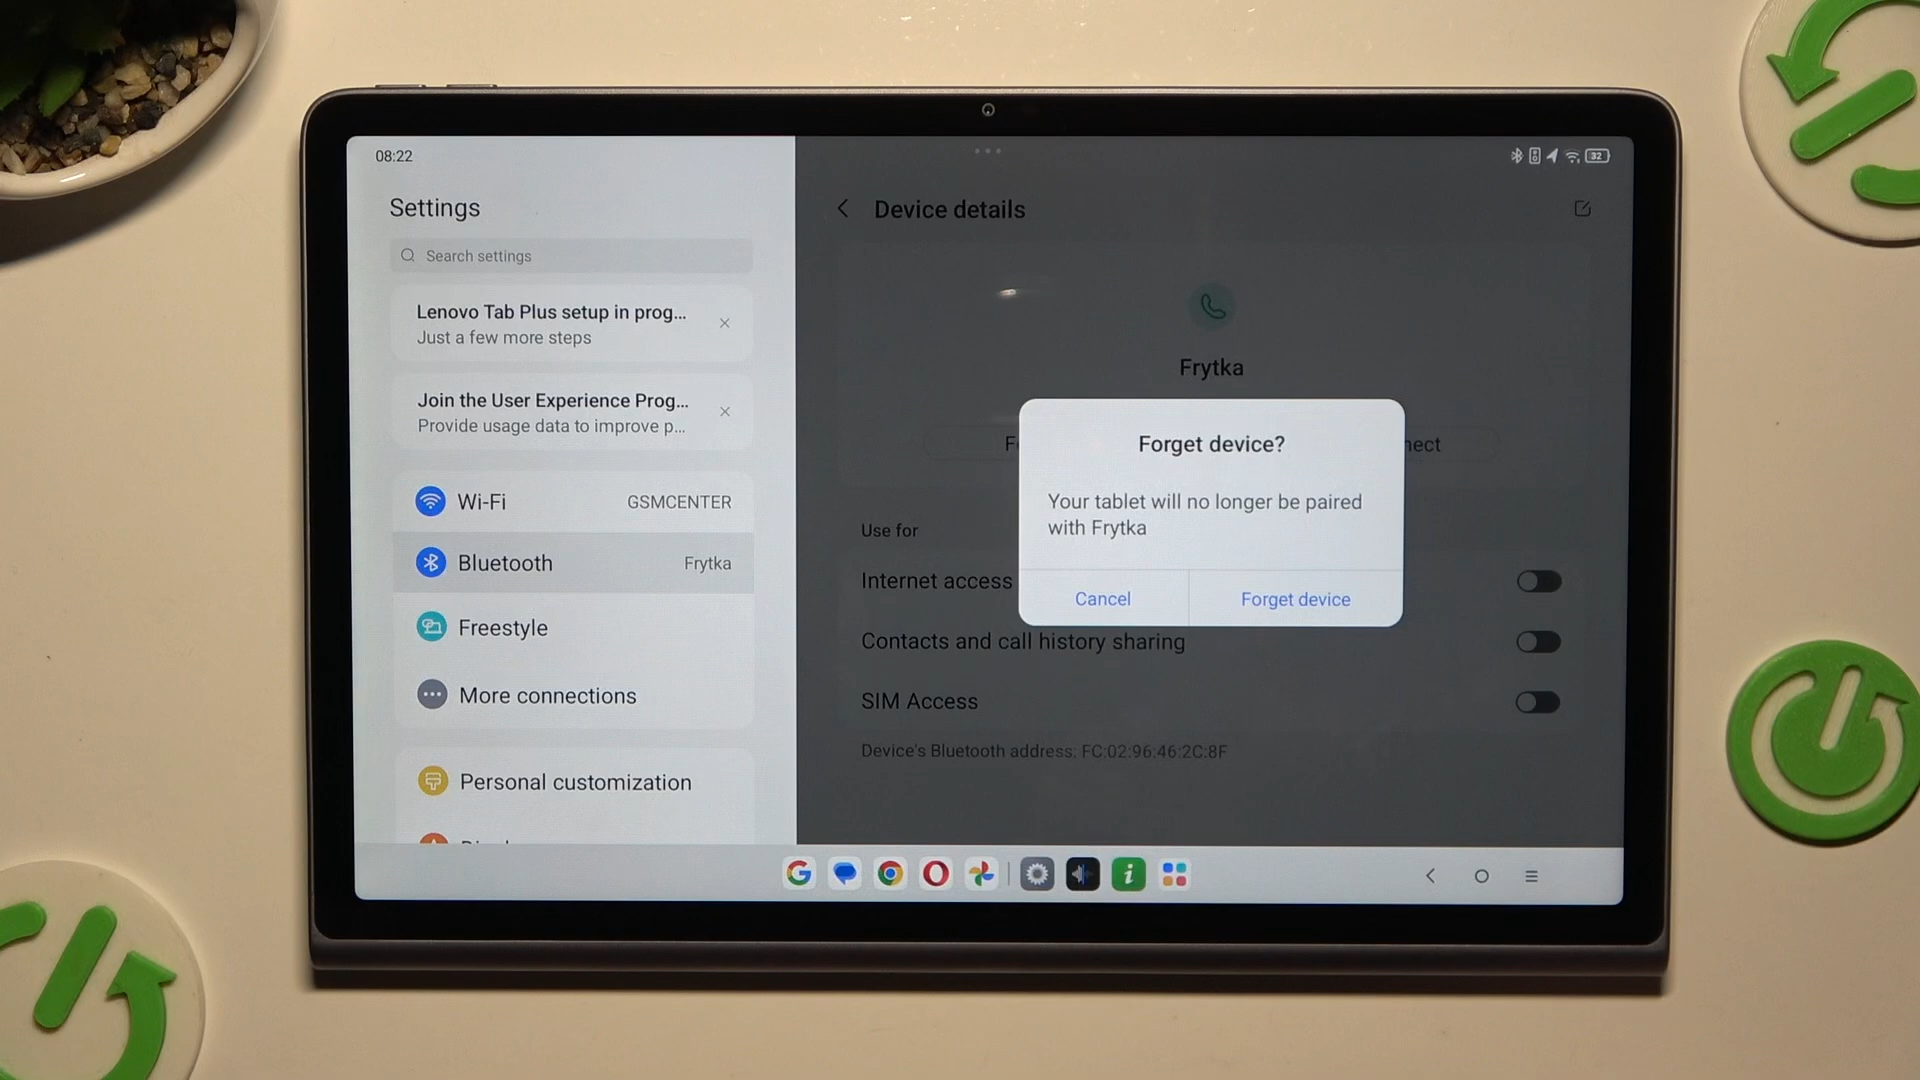 08:22
32
Settings
Search settings
Lenovo Tab Plus setup in prog...
Just a few more steps
Join the User Experience Prog...
Provide usage data to improve p...
Wi-Fi GSMCENTER
Bluetooth Frytka
Freestyle
More connections
Personal customization
Device details
Frytka
Forget device?
Your tablet will no longer be paired
with Frytka
Cancel Forget device
Use for
Internet access
Contacts and call history sharing
SIM Access
Device's Bluetooth address: FC:02:96:46:2C:8F